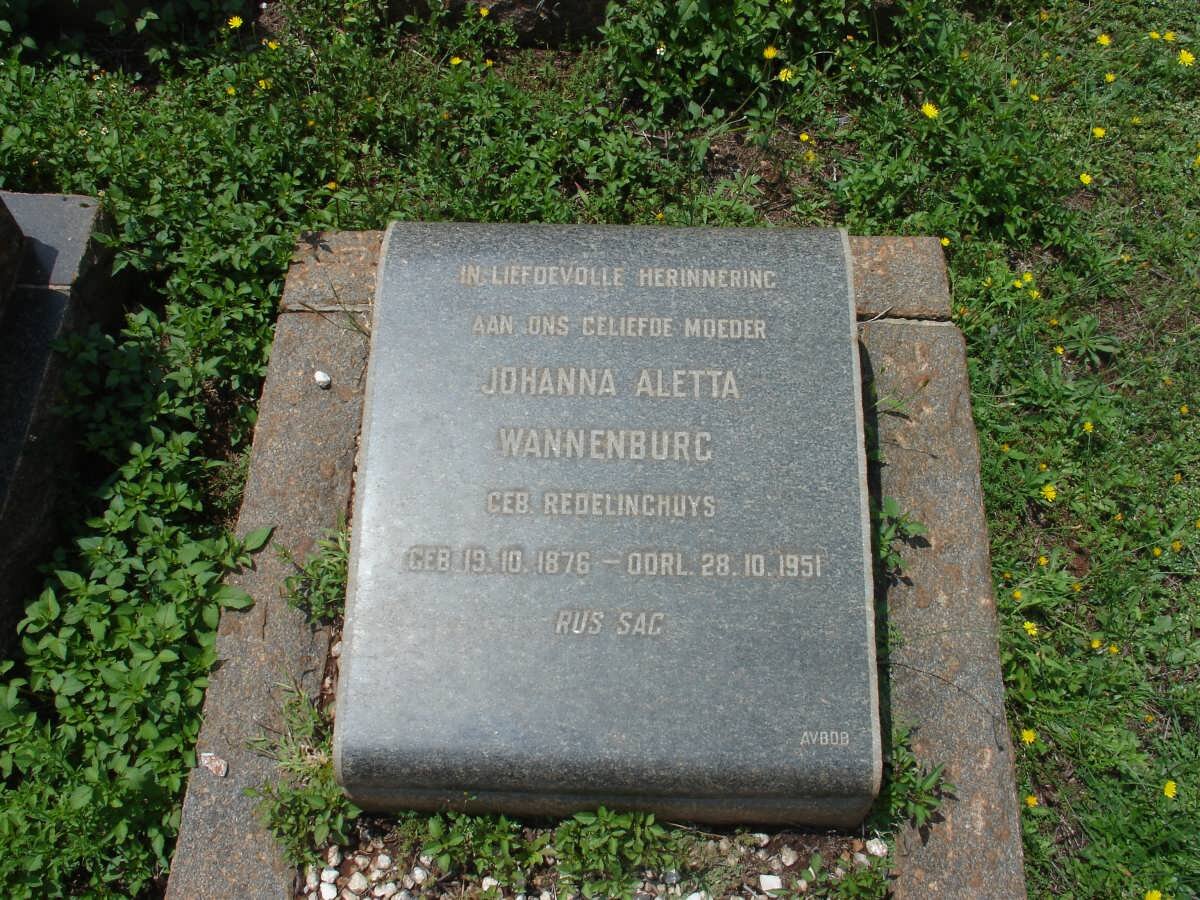 IN LIEFDEVOLLE HERINNERING
AAN ONS GELIEFDE MOEDER
JOHANNA ALETTA
WANNENBURG
GEB. REDELINGHUYS
GEB. 19. 10. 1876 — OORL. 28. 10. 1951
RUS SAG
AVBOB